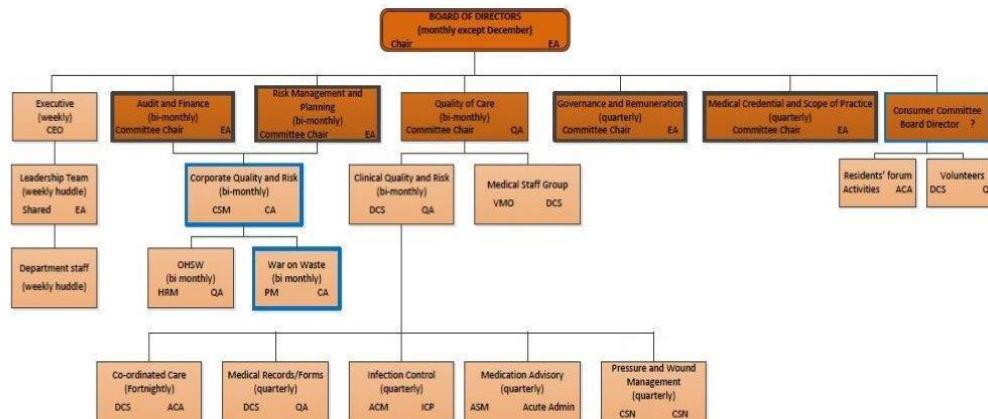 BOARD OF DIRECTORS
(monthly except December)
Chair EA
Executive
(weekly)
CEO
Audit and Finance
(bi-monthly)
Committee Chair EA
Risk Management and
Planning
(bi-monthly)
Committee Chair EA
Quality of Care
(bi-monthly)
Committee Chair QA
Governance and Remuneration
(quarterly)
Committee Chair EA
Medical Credential and Scope of Practice
(quarterly)
Committee Chair EA
Consumer Committee
Board Director ?
Leadership Team
(weekly huddle)
Shared EA
Corporate Quality and Risk
(bi-monthly)
CSM CA
Clinical Quality and Risk
(bi-monthly)
DCS QA
Medical Staff Group
VMO DCS
Residents' forum
Activities ACA
Volunteers
DCS Q
Department staff
(weekly huddle)
OHSW
(bi monthly)
HRM QA
War on Waste
(bi monthly)
PM CA
Co-ordinated Care
(Fortnightly)
DCS ACA
Medical Records/Forms
(quarterly)
DCS QA
Infection Control
(quarterly)
ACM ICP
Medication Advisory
(quarterly)
ASM Acute Admin
Pressure and Wound
Management
(quarterly)
CSN CSN